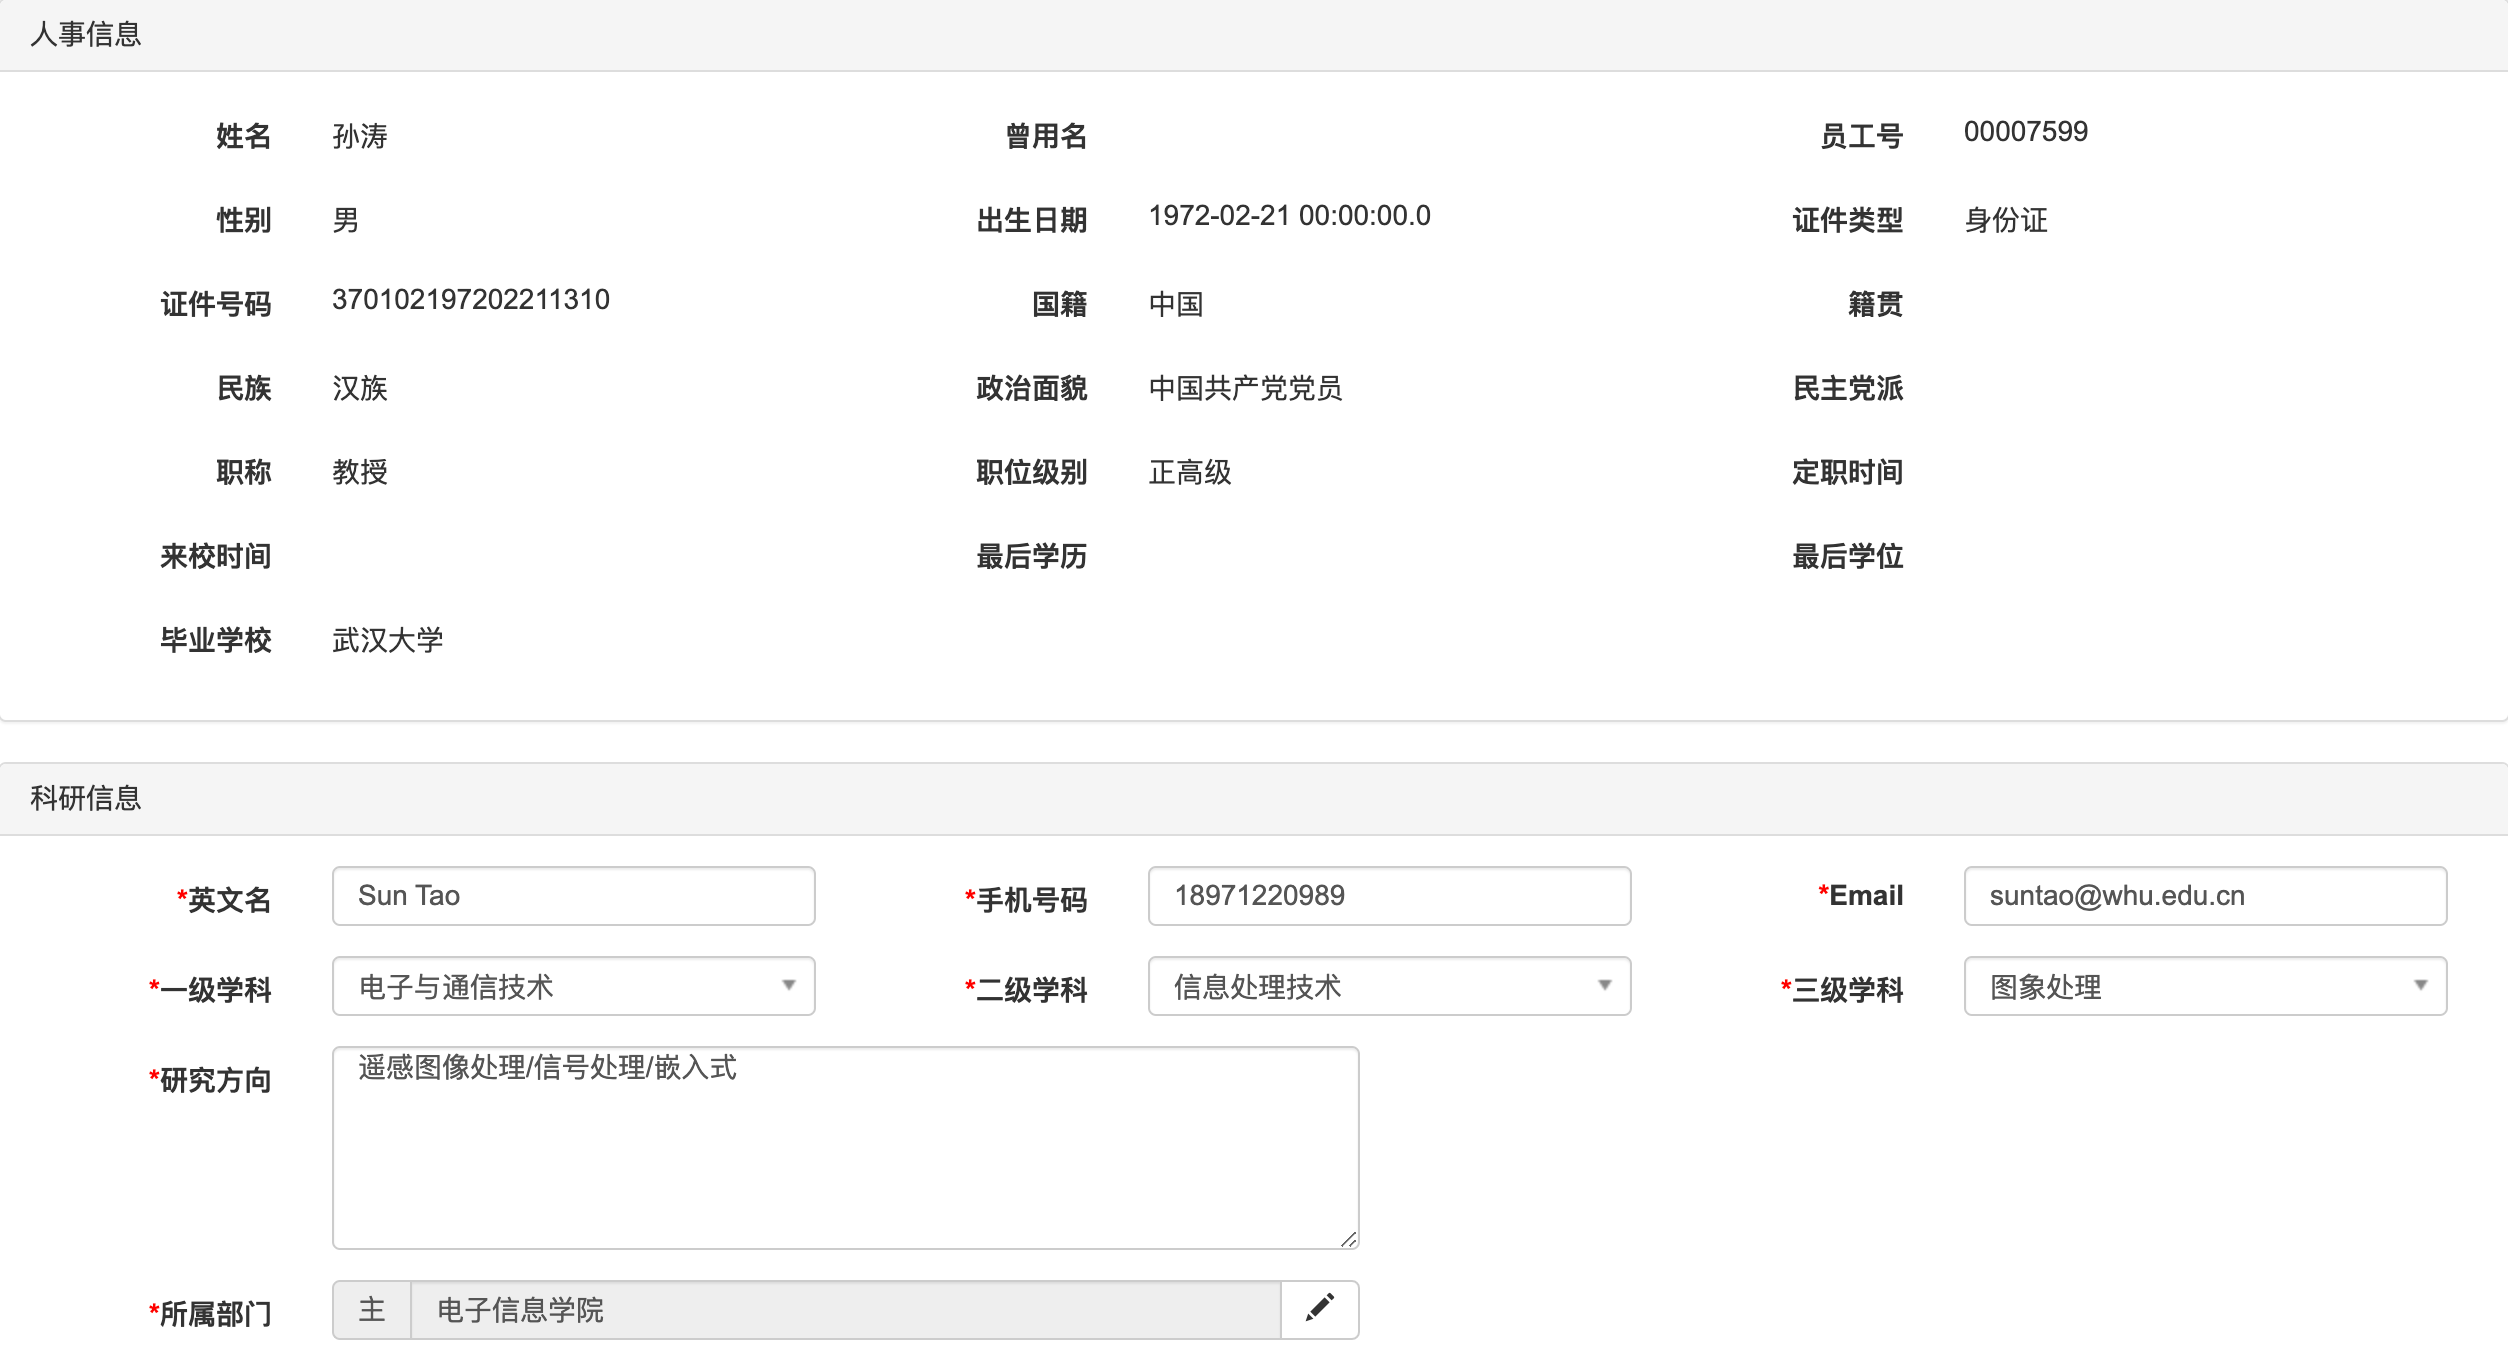 人事信息
姓名 孙涛 曾用名 员工号 00007599
性别 男 出生日期 1972-02-21 00:00:00.0 证件类型 身份证
证件号码 370102197202211310 国籍 中国 籍贯
民族 汉族 政治面貌 中国共产党党员 民主党派
职称 教授 职位级别 正高级 定职时间
来校时间 最后学历 最后学位
毕业学校 武汉大学
科研信息
*英文名 Sun Tao *手机号码 18971220989 *Email suntao@whu.edu.cn
*一级学科 电子与通信技术 *二级学科 信息处理技术 *三级学科 图象处理
*研究方向 遥感图像处理/信号处理/嵌入式
*所属部门 主 电子信息学院